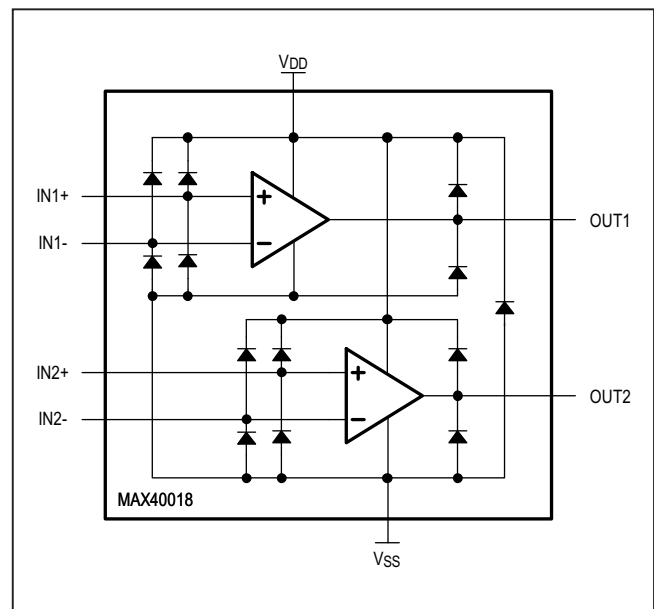 VDD
IN1+
IN1-
+
-
OUT1
IN2+
IN2-
+
-
OUT2
MAX40018
VSS